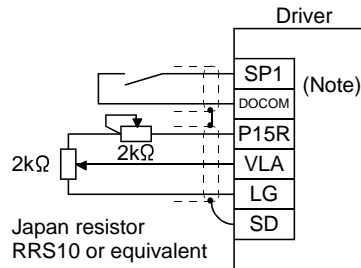 Driver
SP1
(Note)
DOCOM
P15R
2kΩ
2kΩ
VLA
LG
SD
Japan resistor
RRS10 or equivalent